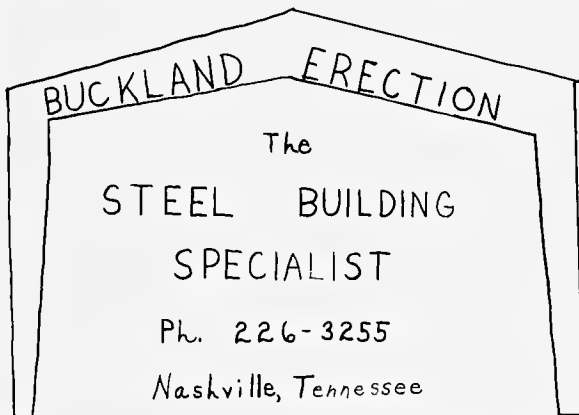 BUCKLAND ERECTION
The
STEEL BUILDING
SPECIALIST
Ph. 226-3255
Nashville, Tennessee